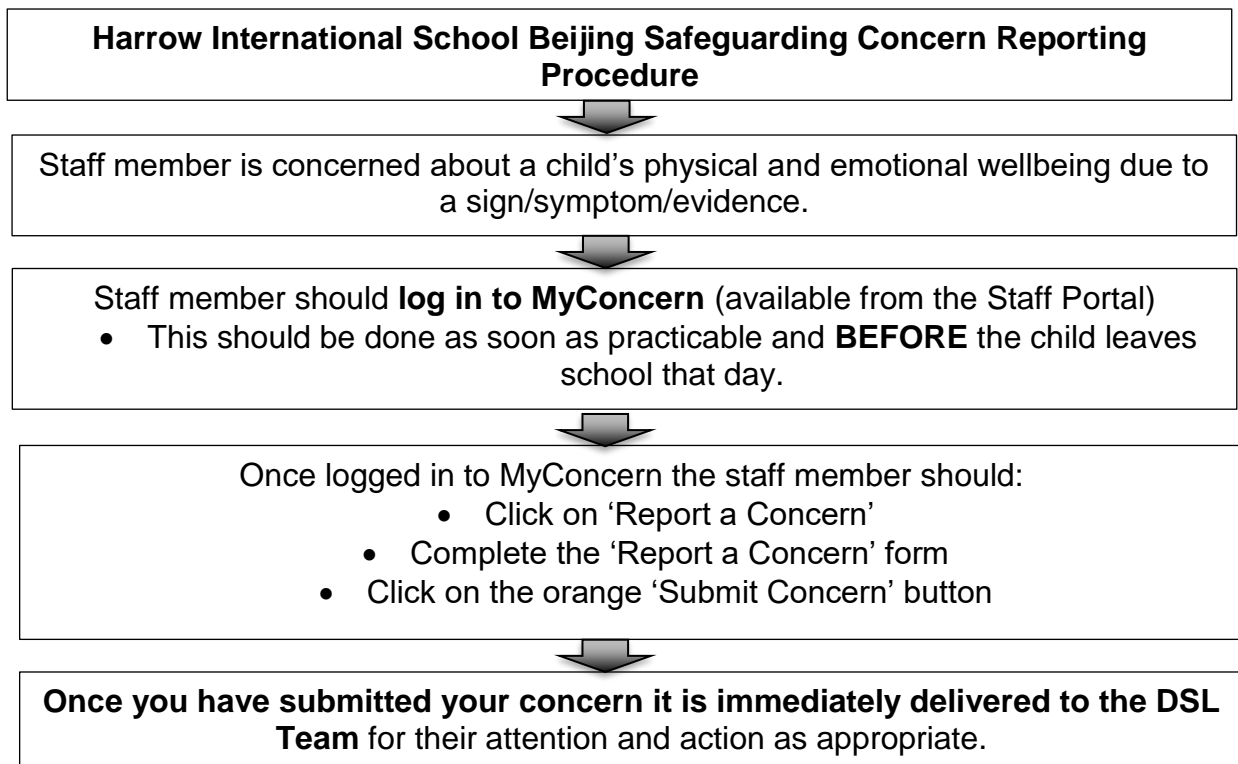 Harrow International School Beijing Safeguarding Concern Reporting
Procedure
Staff member is concerned about a child’s physical and emotional wellbeing due to
a sign/symptom/evidence.
Staff member should log in to MyConcern (available from the Staff Portal)
• This should be done as soon as practicable and BEFORE the child leaves
school that day.
Once logged in to MyConcern the staff member should:
• Click on ‘Report a Concern’
• Complete the ‘Report a Concern’ form
• Click on the orange ‘Submit Concern’ button
Once you have submitted your concern it is immediately delivered to the DSL
Team for their attention and action as appropriate.